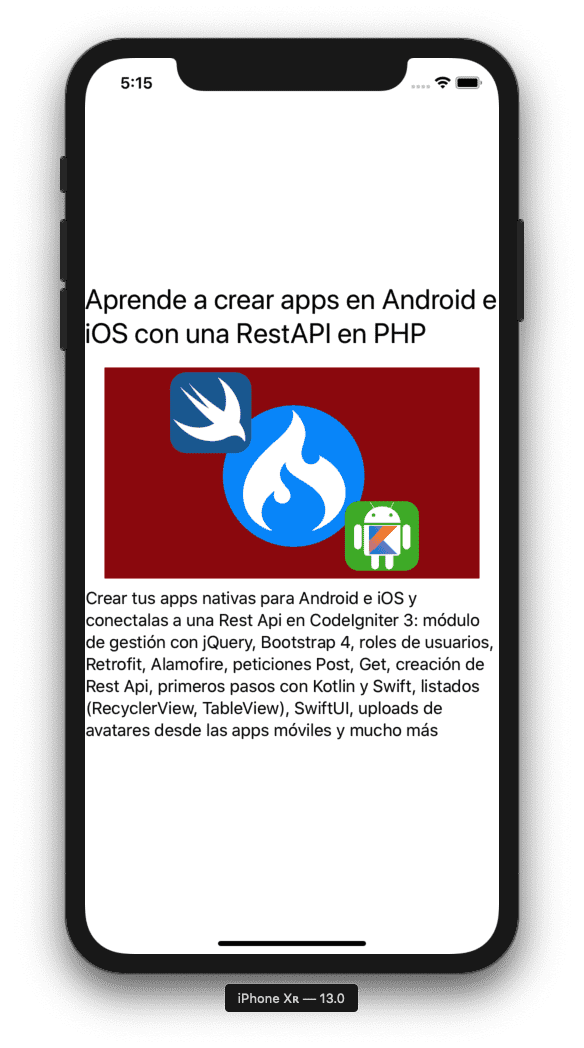 5:15
Aprende a crear apps en Android e
iOS con una RestAPI en PHP
Crear tus apps nativas para Android e iOS y
conectalas a una Rest Api en CodeIgniter 3: módulo
de gestión con jQuery, Bootstrap 4, roles de usuarios,
Retrofit, Alamofire, peticiones Post, Get, creación de
Rest Api, primeros pasos con Kotlin y Swift, listados
(RecyclerView, TableView), SwiftUI, uploads de
avatares desde las apps móviles y mucho más
iPhone Xʀ — 13.0